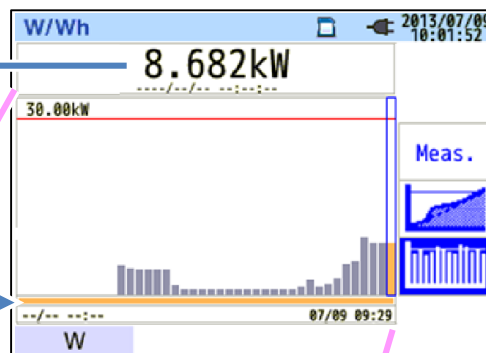 W/Wh
2013/07/09
10:01:52
8.682kW
----/--/-- --:--:--
30.00kW
Meas.
--/-- --:--
07/09 09:29
W